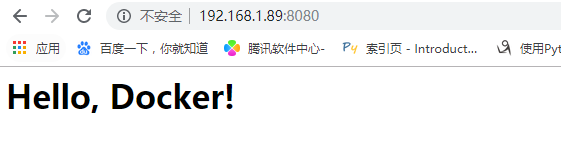 不安全 | 192.168.1.89:8080
应用 百度一下，你就知道 腾讯软件中心- Py 索引页 - Introduct... 使用Pyt
Hello, Docker!